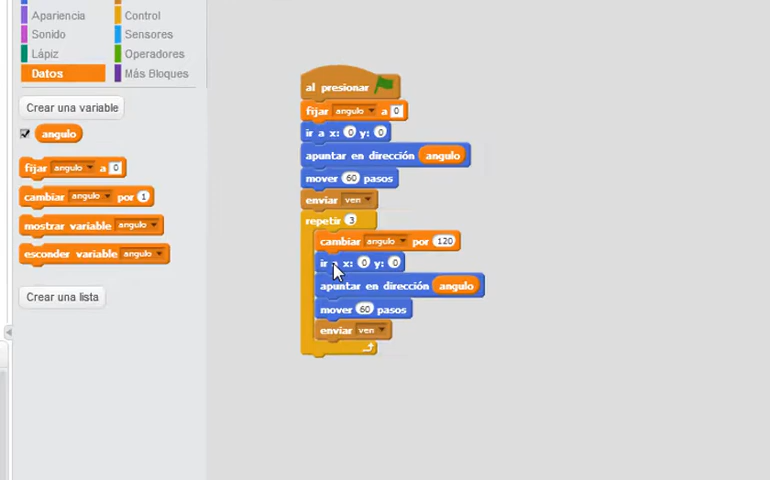 Apariencia Control
Sonido Sensores
Lápiz Operadores
Datos Más Bloques
Crear una variable
angulo
fijar angulo a 0
cambiar angulo por 1
mostrar variable angulo
esconder variable angulo
Crear una lista
al presionar
fijar angulo a 0
ir a x: 0 y: 0
apuntar en dirección angulo
mover 60 pasos
enviar ven
repetir 3
cambiar angulo por 120
ir a x: 0 y: 0
apuntar en dirección angulo
mover 60 pasos
enviar ven